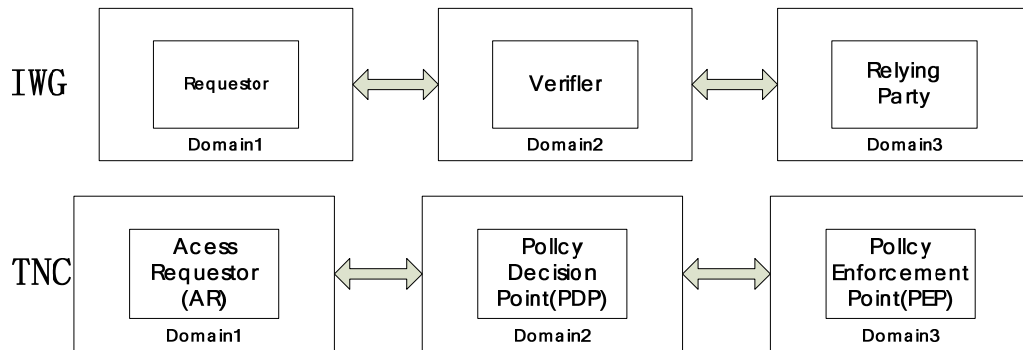 IWG
Requestor
Domain1
Verifler
Domain2
Relying
Party
Domain3
TNC
Acess
Requestor
(AR)
Domain1
Pollcy
Decision
Point(PDP)
Domain2
Pollcy
Enforcement
Point(PEP)
Domain3